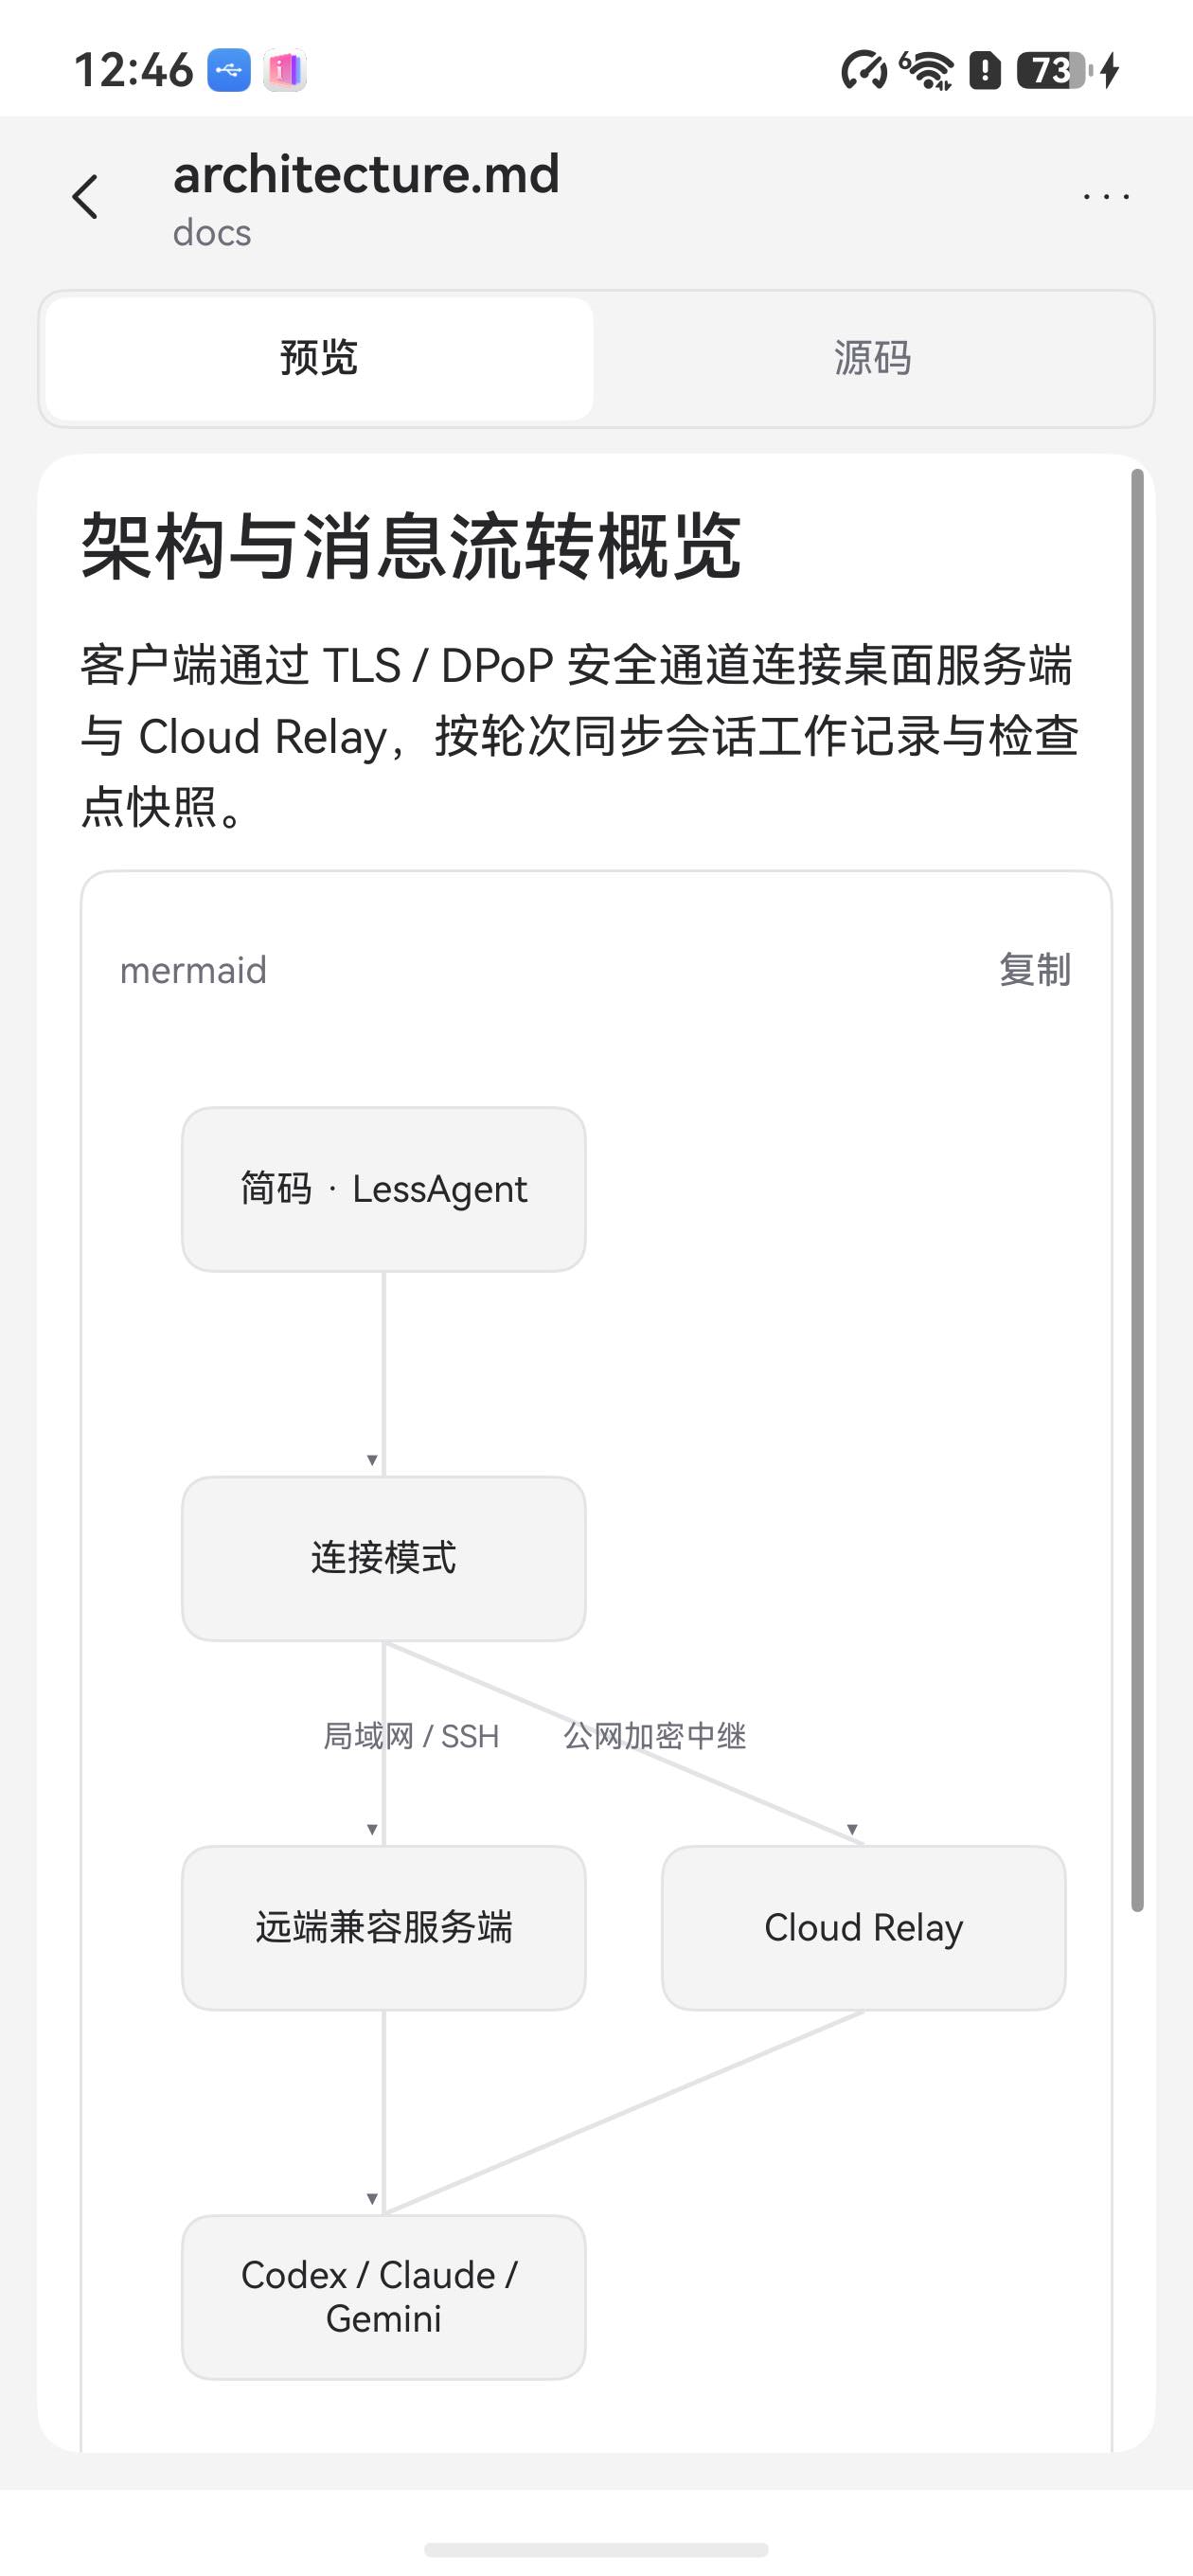 12:46
6
73
architecture.md
docs
...
预览
源码
架构与消息流转概览
客户端通过 TLS / DPoP 安全通道连接桌面服务端
与 Cloud Relay，按轮次同步会话工作记录与检查
点快照。
mermaid
复制
简码 · LessAgent
连接模式
局域网 / SSH
公网加密中继
远端兼容服务端
Cloud Relay
Codex / Claude /
Gemini